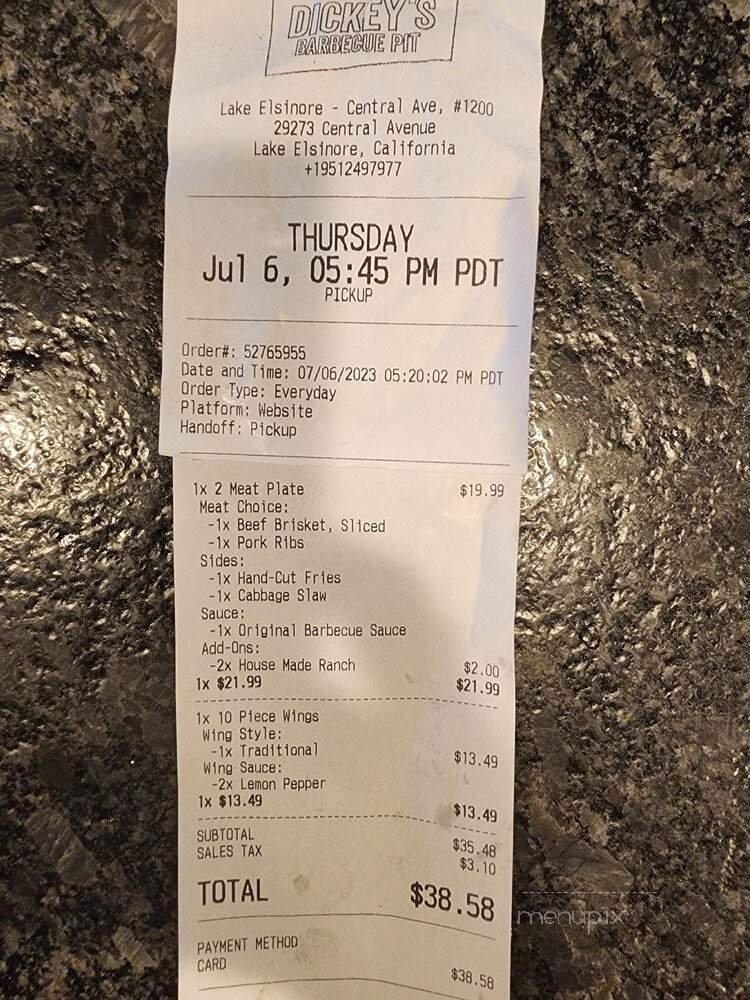 DICKEY'S
BARBECUE PIT
Lake Elsinore - Central Ave, #1200
29273 Central Avenue
Lake Elsinore, California
+19512497977
THURSDAY
Jul 6, 05:45 PM PDT
PICKUP
Order#: 52765955
Date and Time: 07/06/2023 05:20:02 PM PDT
Order Type: Everyday
Platform: Website
Handoff: Pickup
1x 2 Meat Plate $19.99
Meat Choice:
-1x Beef Brisket, Sliced
-1x Pork Ribs
Sides:
-1x Hand-Cut Fries
-1x Cabbage Slaw
Sauce:
-1x Original Barbecue Sauce
Add-Ons:
-2x House Made Ranch $2.00
1x $21.99 $21.99
1x 10 Piece Wings
Wing Style:
-1x Traditional $13.49
Wing Sauce:
-2x Lemon Pepper
1x $13.49 $13.49
SUBTOTAL $35.48
SALES TAX $3.10
TOTAL $38.58
PAYMENT METHOD
CARD $38.58
menupix